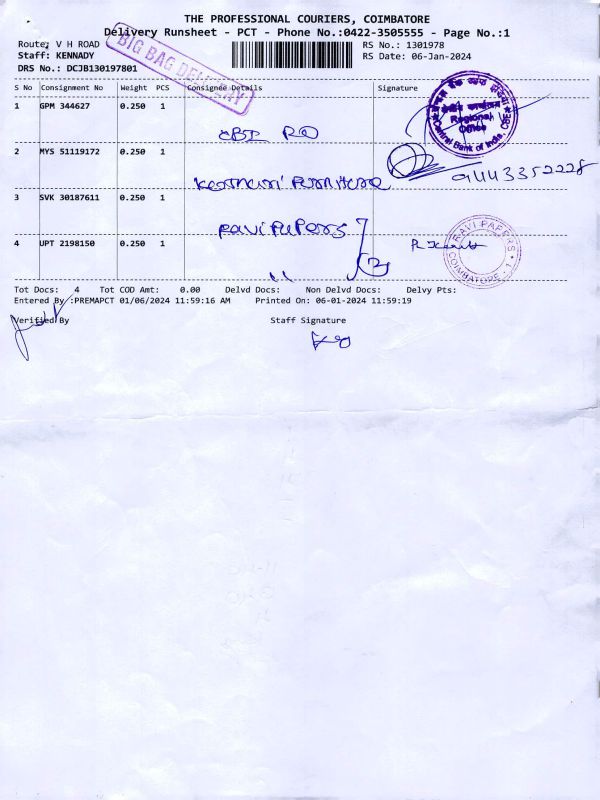 THE PROFESSIONAL COURIERS, COIMBATORE
Delivery Runsheet - PCT - Phone No.:0422-3505555 - Page No.:1
Route: V H ROAD
RS No.: 1301978
Staff: KENNADY
RS Date: 06-Jan-2024
DRS No.: DCJB130197801
BIG BAG DELIVERY
S No Consignment No Weight PCS Consignee Details Signature
1 GPM 344627 0.250 1
CBI RO
Regional
Office
Central Bank of India, CBE
2 MYS 51119172 0.250 1
Furniture
9443352228
3 SVK 30187611 0.250 1
Ravi Papers
RAVI PAPERS
COIMBATORE - 1
4 UPT 2198150 0.250 1
"
Tot Docs: 4 Tot COD Amt: 0.00 Delvd Docs: Non Delvd Docs: Delvy Pts:
Entered By :PREMAPCT 01/06/2024 11:59:16 AM Printed On: 06-01-2024 11:59:19
Verified By Staff Signature